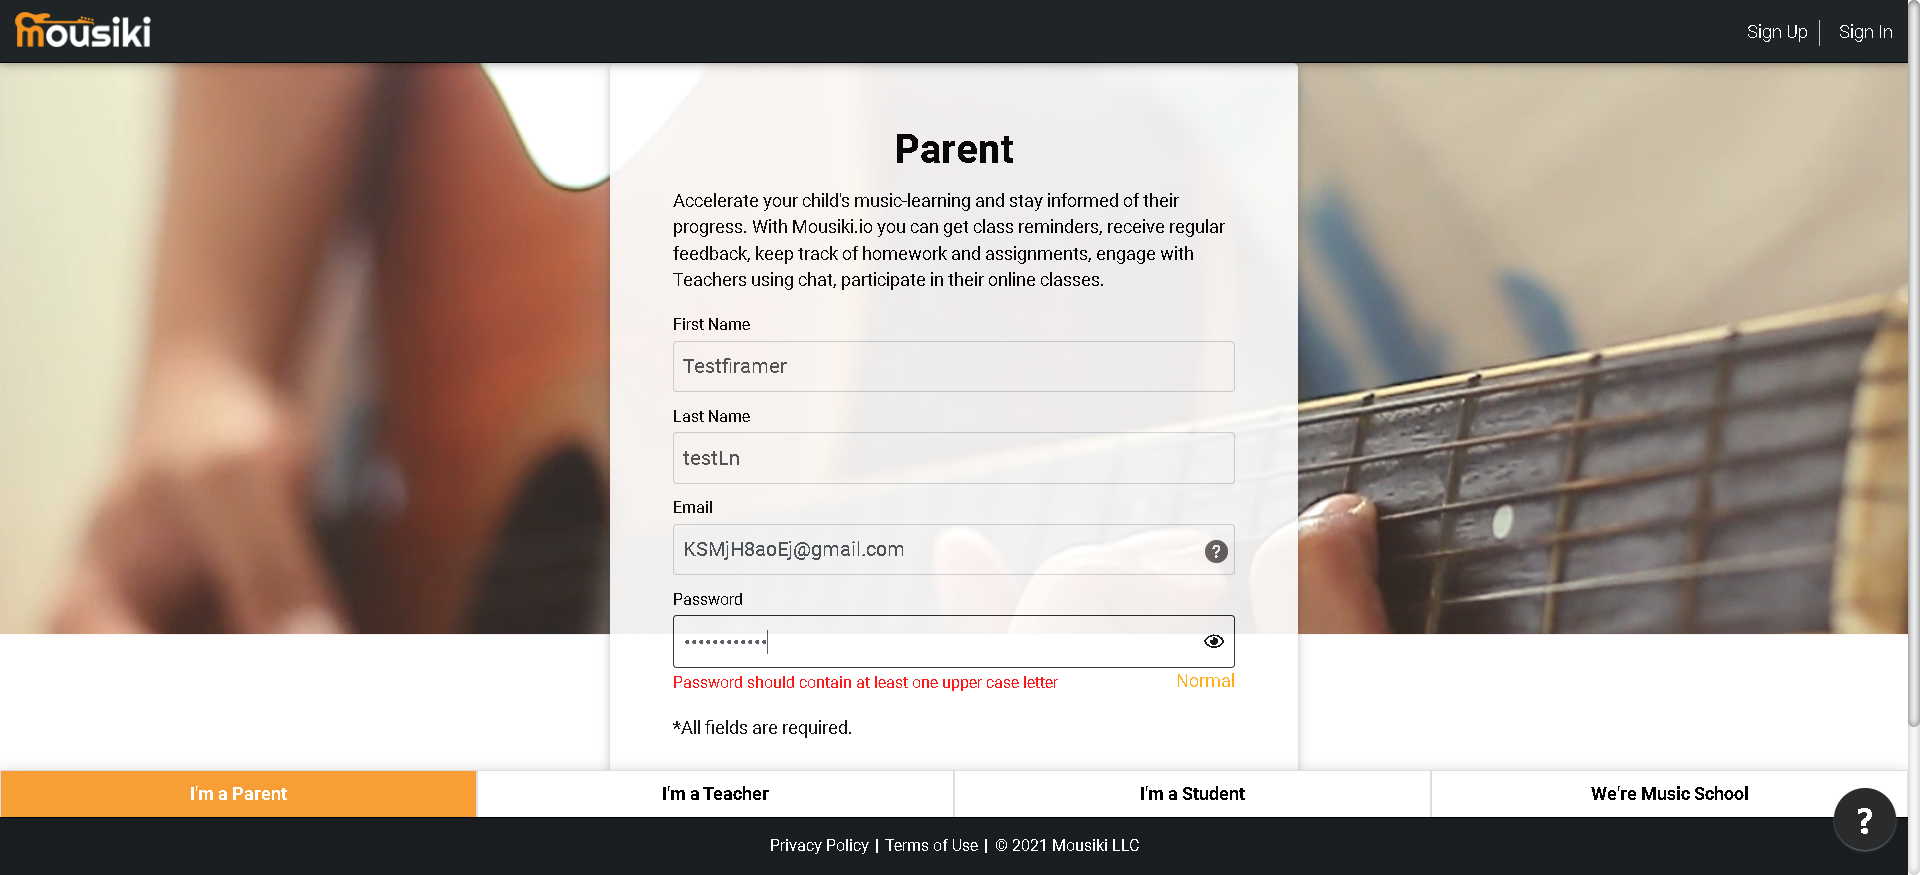 mousiki
Sign Up
Sign In
Parent
Accelerate your child's music-learning and stay informed of their
progress. With Mousiki.io you can get class reminders, receive regular
feedback, keep track of homework and assignments, engage with
Teachers using chat, participate in their online classes.
First Name
Testfiramer
Last Name
testLn
Email
KSMjH8aoEj@gmail.com
?
Password
••••••••••••
Password should contain at least one upper case letter
Normal
*All fields are required.
I'm a Parent
I'm a Teacher
I'm a Student
We're Music School
?
Privacy Policy | Terms of Use | © 2021 Mousiki LLC